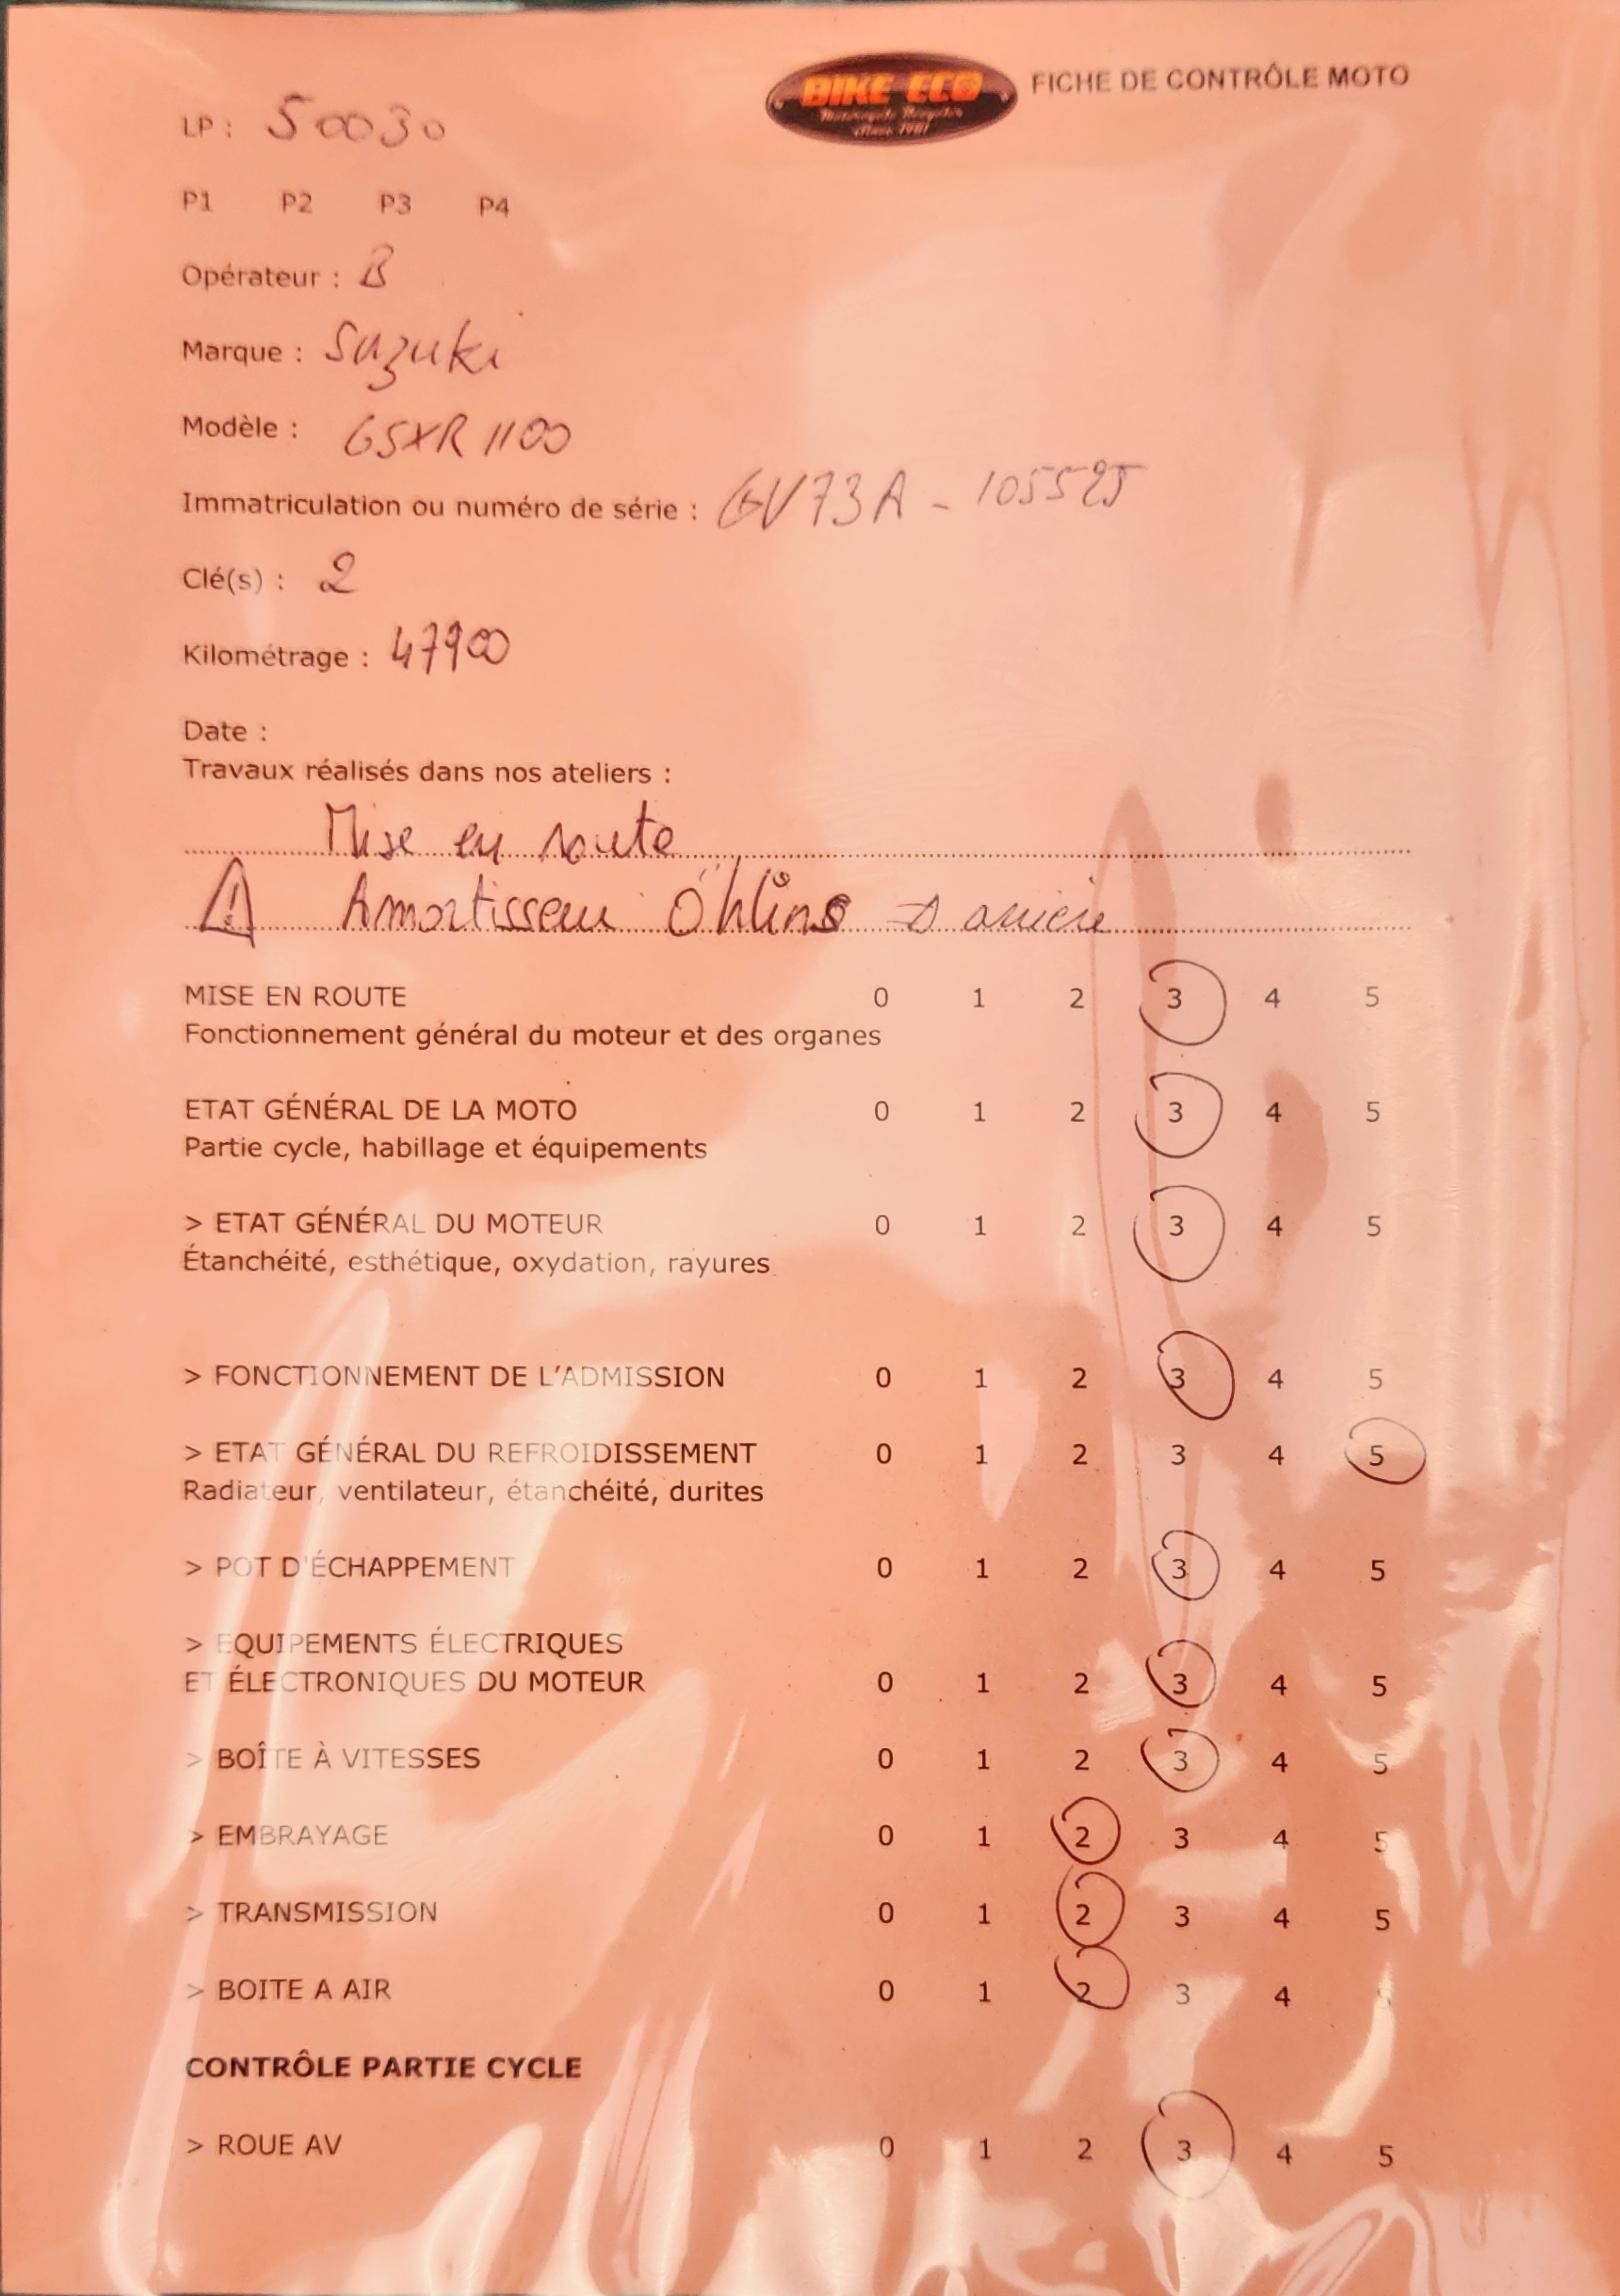 BIKE ECO
Motorcycle Recycler
Since 1981
FICHE DE CONTRÔLE MOTO
LP : 50030
P1 P2 P3 P4
Opérateur : B
Marque : Suzuki
Modèle : GSXR 1100
Immatriculation ou numéro de série : GV73A - 105525
Clé(s) : 2
Kilométrage : 47900
Date :
Travaux réalisés dans nos ateliers :
Mise en route
! Amortisseur Öhlins → arrière
MISE EN ROUTE 0 1 2 3 4 5
Fonctionnement général du moteur et des organes
ETAT GÉNÉRAL DE LA MOTO 0 1 2 3 4 5
Partie cycle, habillage et équipements
> ETAT GÉNÉRAL DU MOTEUR 0 1 2 3 4 5
Étanchéité, esthétique, oxydation, rayures
> FONCTIONNEMENT DE L'ADMISSION 0 1 2 3 4 5
> ETAT GÉNÉRAL DU REFROIDISSEMENT 0 1 2 3 4 5
Radiateur, ventilateur, étanchéité, durites
> POT D'ÉCHAPPEMENT 0 1 2 3 4 5
> EQUIPEMENTS ÉLECTRIQUES
ET ÉLECTRONIQUES DU MOTEUR 0 1 2 3 4 5
> BOÎTE À VITESSES 0 1 2 3 4 5
> EMBRAYAGE 0 1 2 3 4 5
> TRANSMISSION 0 1 2 3 4 5
> BOITE A AIR 0 1 2 3 4 5
CONTRÔLE PARTIE CYCLE
> ROUE AV 0 1 2 3 4 5